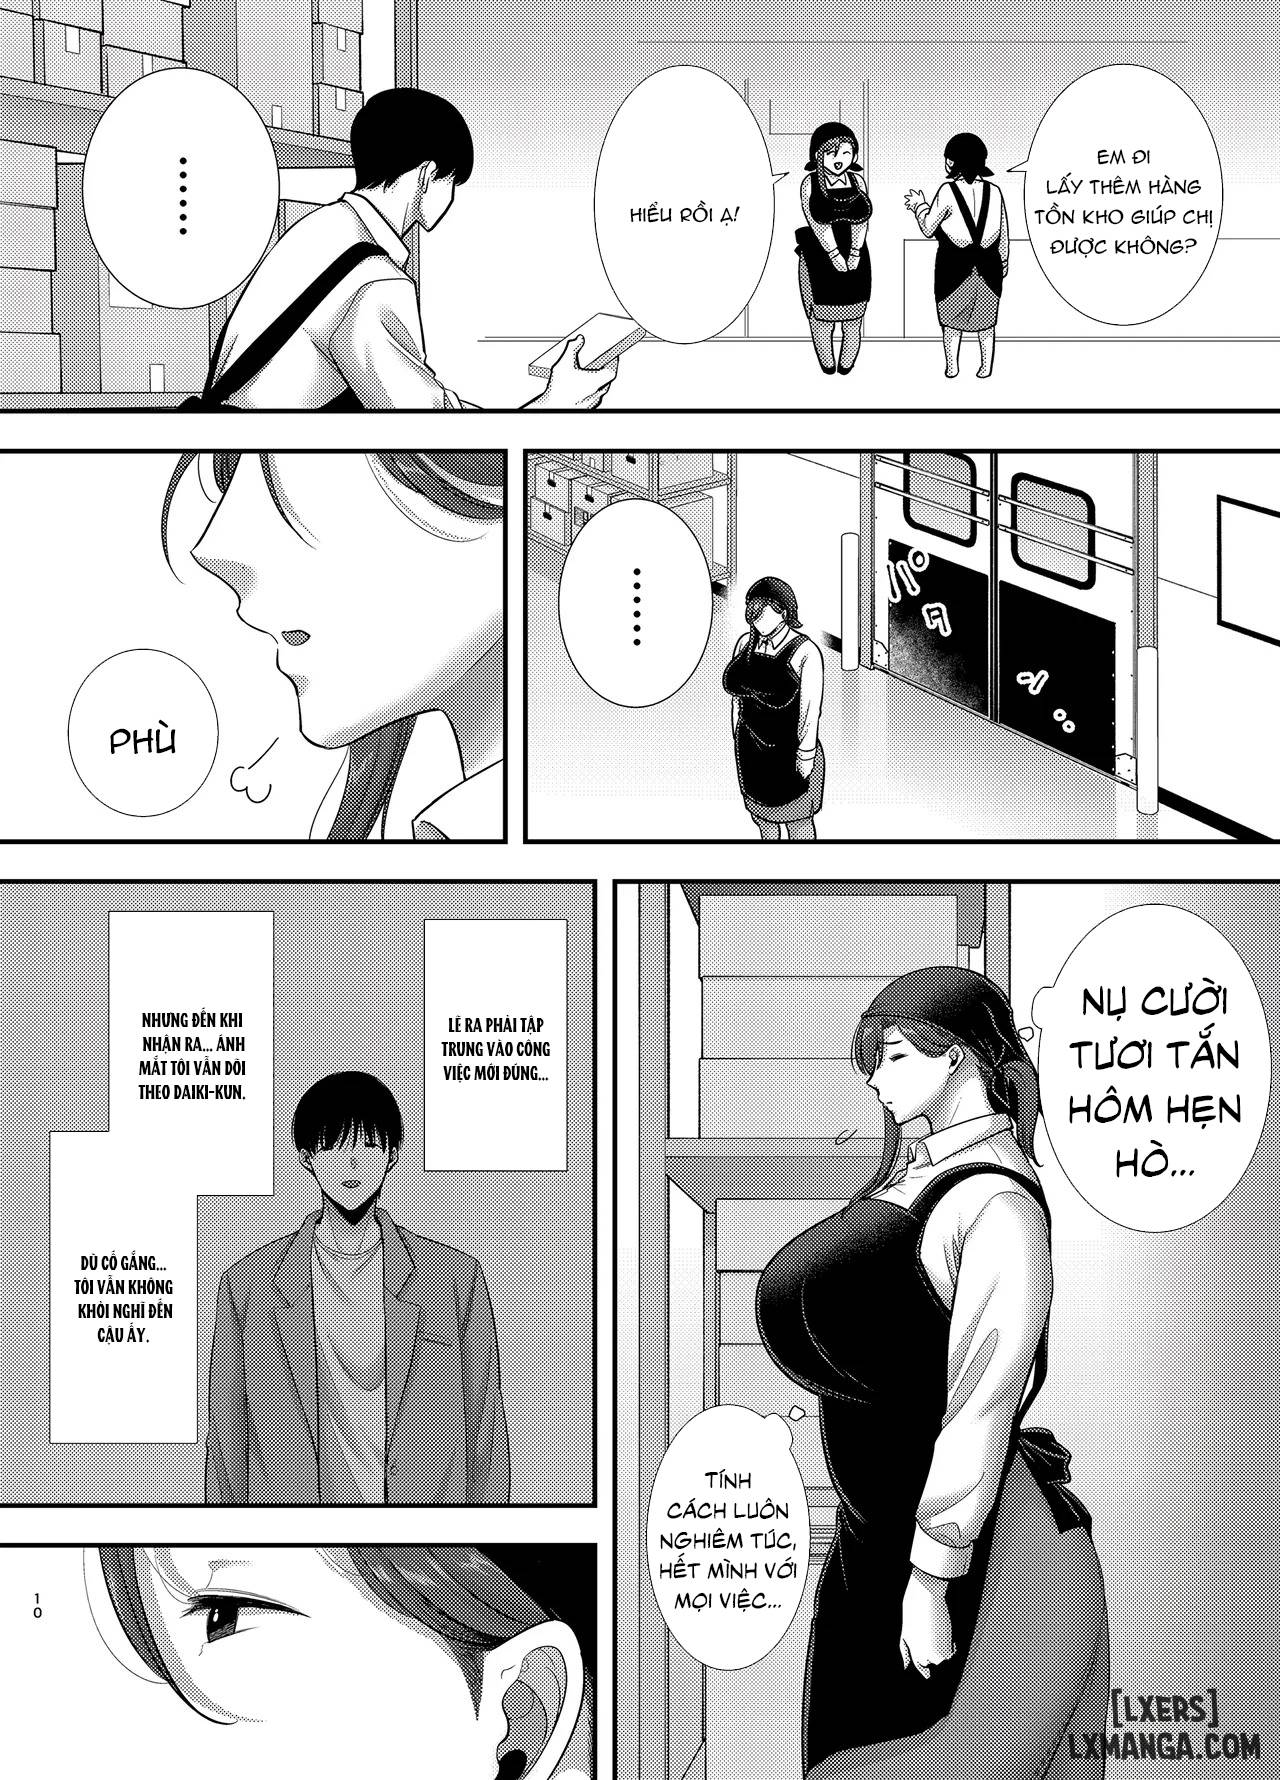 EM ĐI
LẤY THÊM HÀNG
TỒN KHO GIÚP CHỊ
ĐƯỢC KHÔNG?
HIỂU RỒI Ạ!
......
......
PHÙ
NỤ CƯỜI
TƯƠI TẮN
HÔM HẸN
HÒ...
TÍNH
CÁCH LUÔN
NGHIÊM TÚC,
HẾT MÌNH VỚI
MỌI VIỆC...
LẼ RA PHẢI TẬP
TRUNG VÀO CÔNG
VIỆC MỚI ĐÚNG...
NHƯNG ĐẾN KHI
NHẬN RA... ÁNH
MẮT TÔI VẪN DÕI
THEO DAIKI-KUN.
DÙ CỐ GẮNG...
TÔI VẪN KHÔNG
KHỎI NGHĨ ĐẾN
CẬU ẤY.
10
[LXERS]
LXMANGA.COM